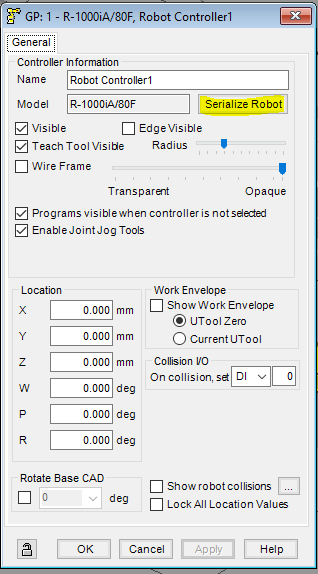 GP: 1 - R-1000iA/80F, Robot Controller1
General
Controller Information
Name Robot Controller1
Model R-1000iA/80F Serialize Robot
Visible Edge Visible
Teach Tool Visible Radius
Wire Frame
Transparent Opaque
Programs visible when controller is not selected
Enable Joint Jog Tools
Location
X 0.000 mm
Y 0.000 mm
Z 0.000 mm
W 0.000 deg
P 0.000 deg
R 0.000 deg
Work Envelope
Show Work Envelope
UTool Zero
Current UTool
Collision I/O
On collision, set DI 0
Rotate Base CAD
0 deg
Show robot collisions ...
Lock All Location Values
OK Cancel Apply Help